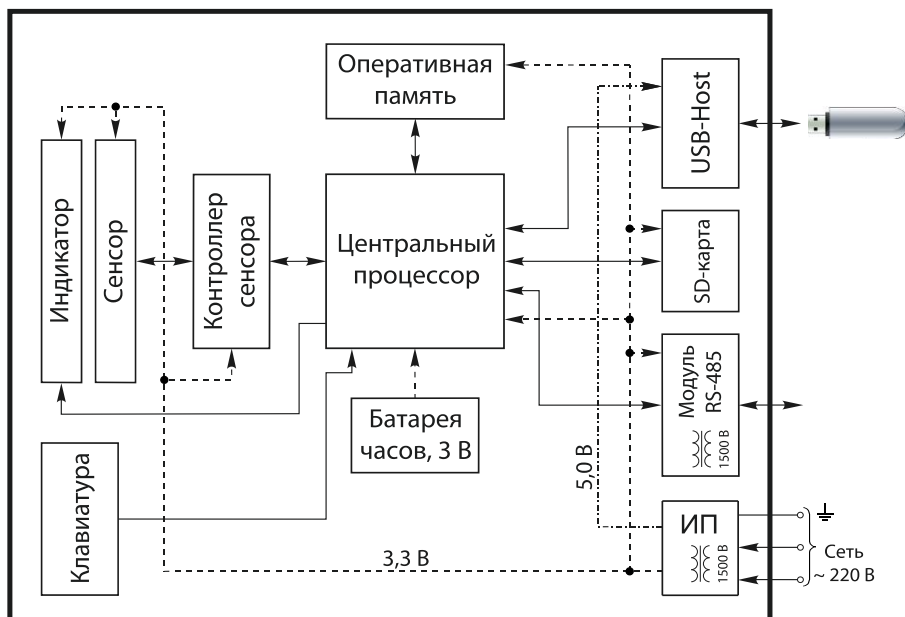 Оперативная
память
USB-Host
Индикатор
Сенсор
Контроллер
сенсора
Центральный
процессор
SD-карта
Модуль
RS-485
1500 В
Батарея
часов, 3 В
5,0 В
Клавиатура
3,3 В
ИП
1500 В
Сеть
~ 220 В